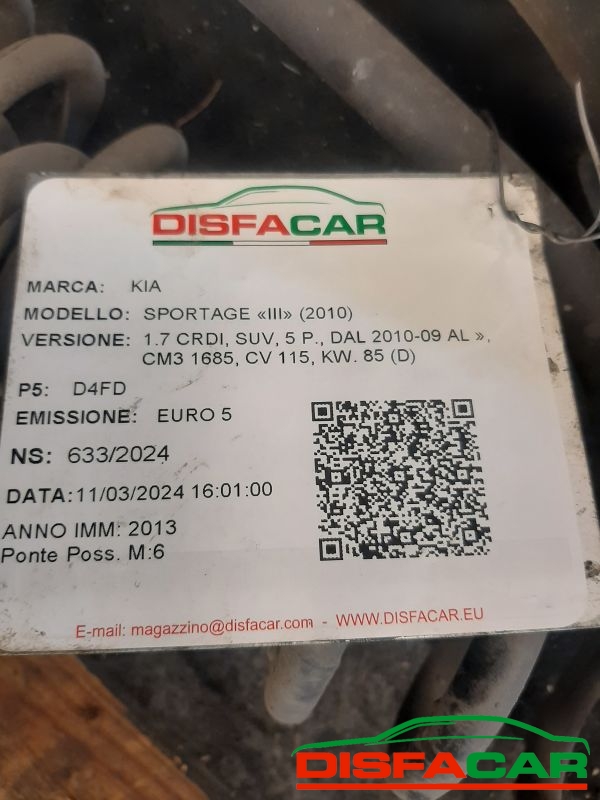 DISFACAR
MARCA: KIA
MODELLO: SPORTAGE «III» (2010)
VERSIONE: 1.7 CRDI, SUV, 5 P., DAL 2010-09 AL »,
CM3 1685, CV 115, KW. 85 (D)
P5: D4FD
EMISSIONE: EURO 5
NS: 633/2024
DATA:11/03/2024 16:01:00
ANNO IMM: 2013
Ponte Poss. M:6
E-mail: magazzino@disfacar.com - WWW.DISFACAR.EU
DISFACAR